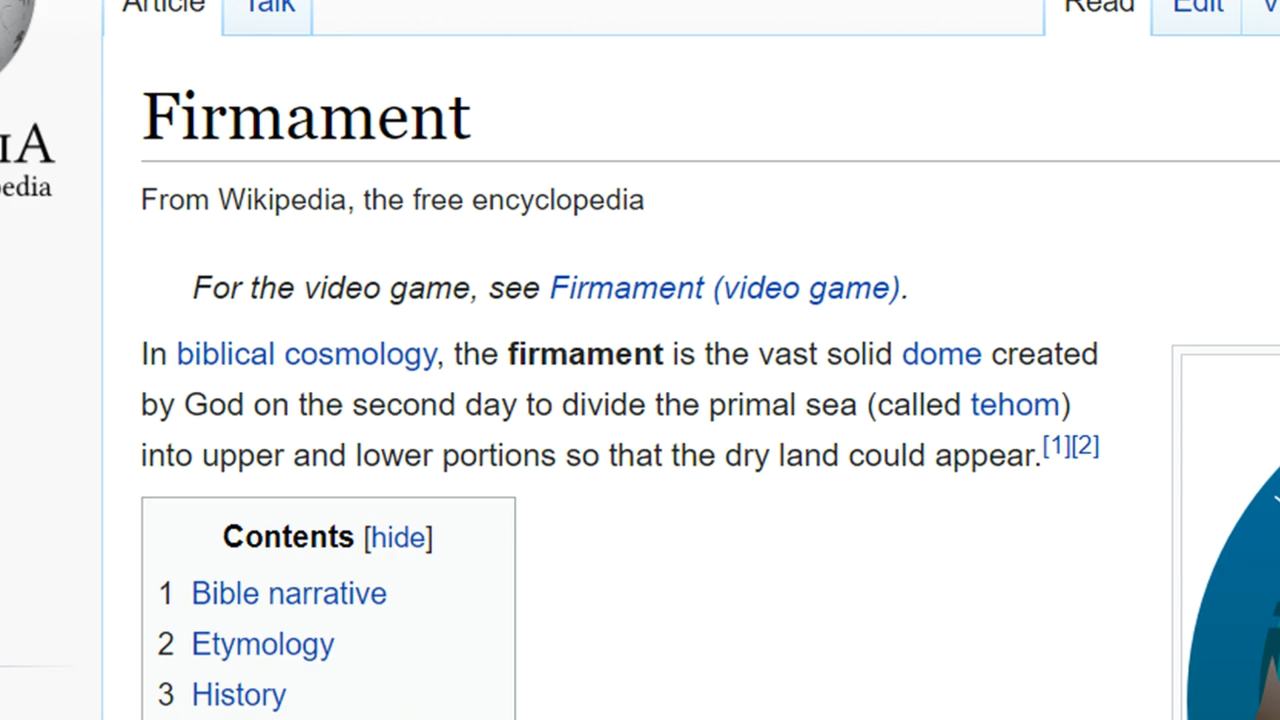 Article Talk Read Edit
Firmament
From Wikipedia, the free encyclopedia
For the video game, see Firmament (video game).
In biblical cosmology, the firmament is the vast solid dome created
by God on the second day to divide the primal sea (called tehom)
into upper and lower portions so that the dry land could appear.[1][2]
Contents [hide]
1 Bible narrative
2 Etymology
3 History